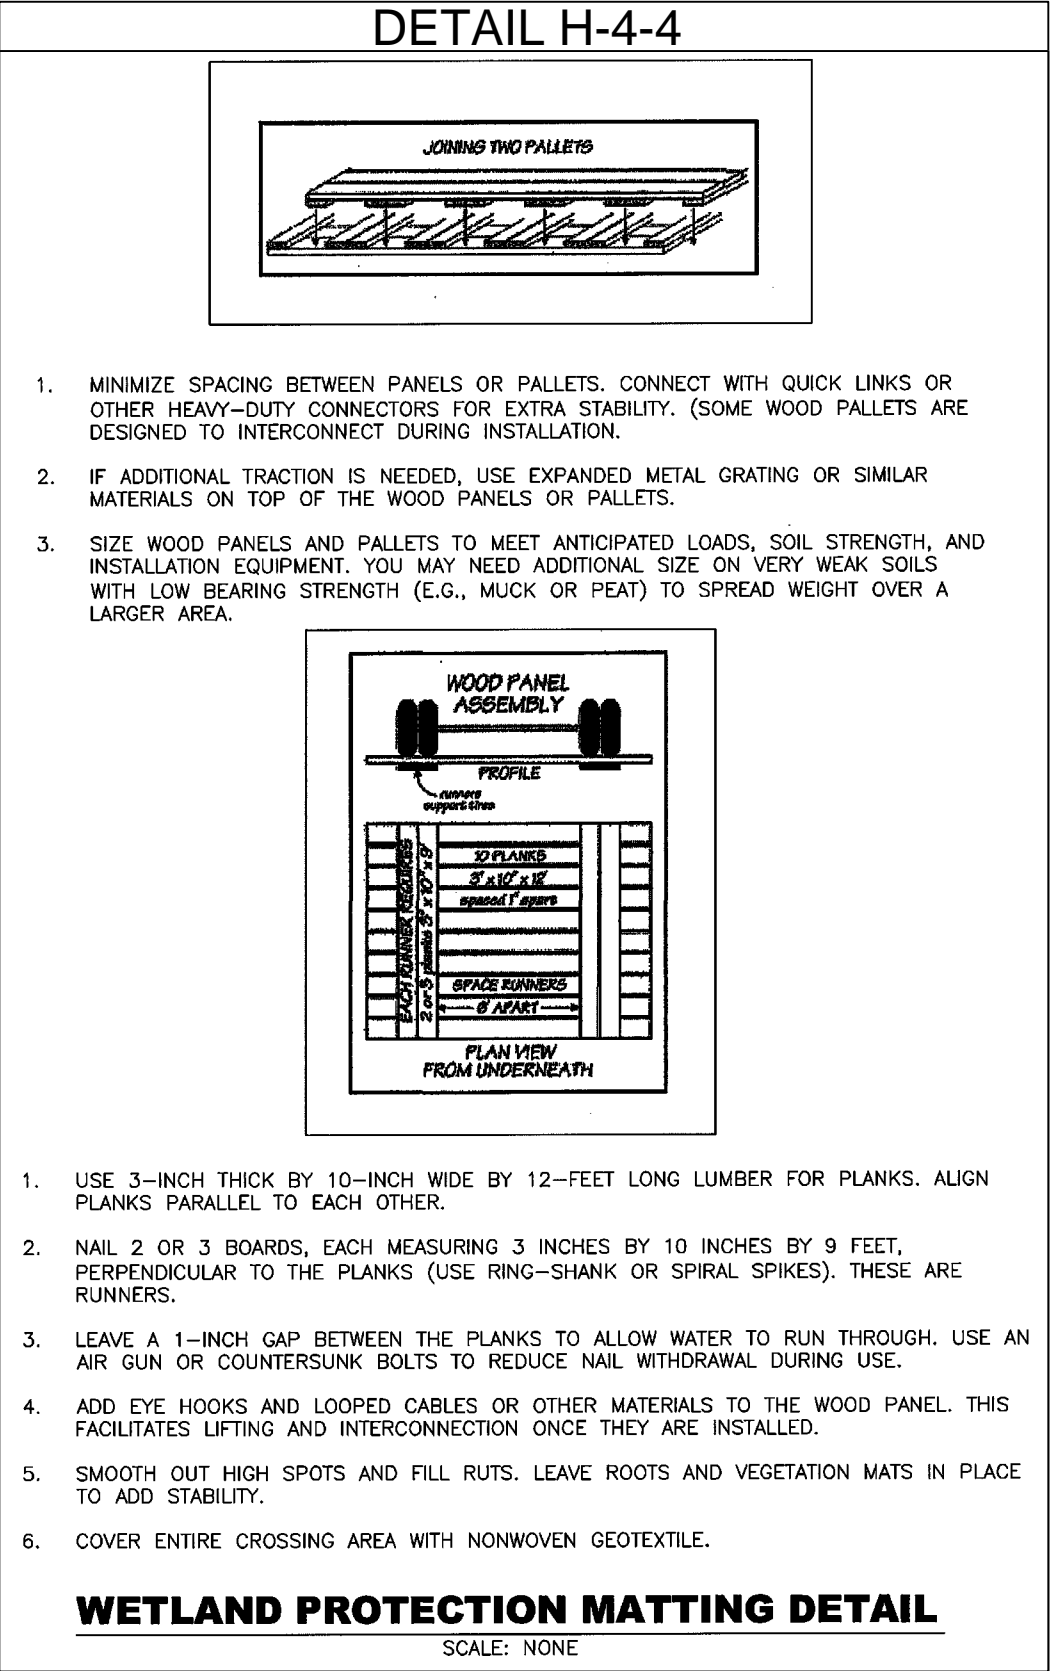 DETAIL H-4-4
JOINING TWO PALLETS
1. MINIMIZE SPACING BETWEEN PANELS OR PALLETS. CONNECT WITH QUICK LINKS OR
OTHER HEAVY-DUTY CONNECTORS FOR EXTRA STABILITY. (SOME WOOD PALLETS ARE
DESIGNED TO INTERCONNECT DURING INSTALLATION.
2. IF ADDITIONAL TRACTION IS NEEDED, USE EXPANDED METAL GRATING OR SIMILAR
MATERIALS ON TOP OF THE WOOD PANELS OR PALLETS.
3. SIZE WOOD PANELS AND PALLETS TO MEET ANTICIPATED LOADS, SOIL STRENGTH, AND
INSTALLATION EQUIPMENT. YOU MAY NEED ADDITIONAL SIZE ON VERY WEAK SOILS
WITH LOW BEARING STRENGTH (E.G., MUCK OR PEAT) TO SPREAD WEIGHT OVER A
LARGER AREA.
WOOD PANEL
ASSEMBLY
PROFILE
runners
support tires
EACH RUNNER REQUIRES
2 or 3 planks 3" x 10" x 9'
10 PLANKS
3" x 10" x 12'
spaced 1" apart
SPACE RUNNERS
6' APART
PLAN VIEW
FROM UNDERNEATH
1. USE 3-INCH THICK BY 10-INCH WIDE BY 12-FEET LONG LUMBER FOR PLANKS. ALIGN
PLANKS PARALLEL TO EACH OTHER.
2. NAIL 2 OR 3 BOARDS, EACH MEASURING 3 INCHES BY 10 INCHES BY 9 FEET,
PERPENDICULAR TO THE PLANKS (USE RING-SHANK OR SPIRAL SPIKES). THESE ARE
RUNNERS.
3. LEAVE A 1-INCH GAP BETWEEN THE PLANKS TO ALLOW WATER TO RUN THROUGH. USE AN
AIR GUN OR COUNTERSUNK BOLTS TO REDUCE NAIL WITHDRAWAL DURING USE.
4. ADD EYE HOOKS AND LOOPED CABLES OR OTHER MATERIALS TO THE WOOD PANEL. THIS
FACILITATES LIFTING AND INTERCONNECTION ONCE THEY ARE INSTALLED.
5. SMOOTH OUT HIGH SPOTS AND FILL RUTS. LEAVE ROOTS AND VEGETATION MATS IN PLACE
TO ADD STABILITY.
6. COVER ENTIRE CROSSING AREA WITH NONWOVEN GEOTEXTILE.
WETLAND PROTECTION MATTING DETAIL
SCALE: NONE